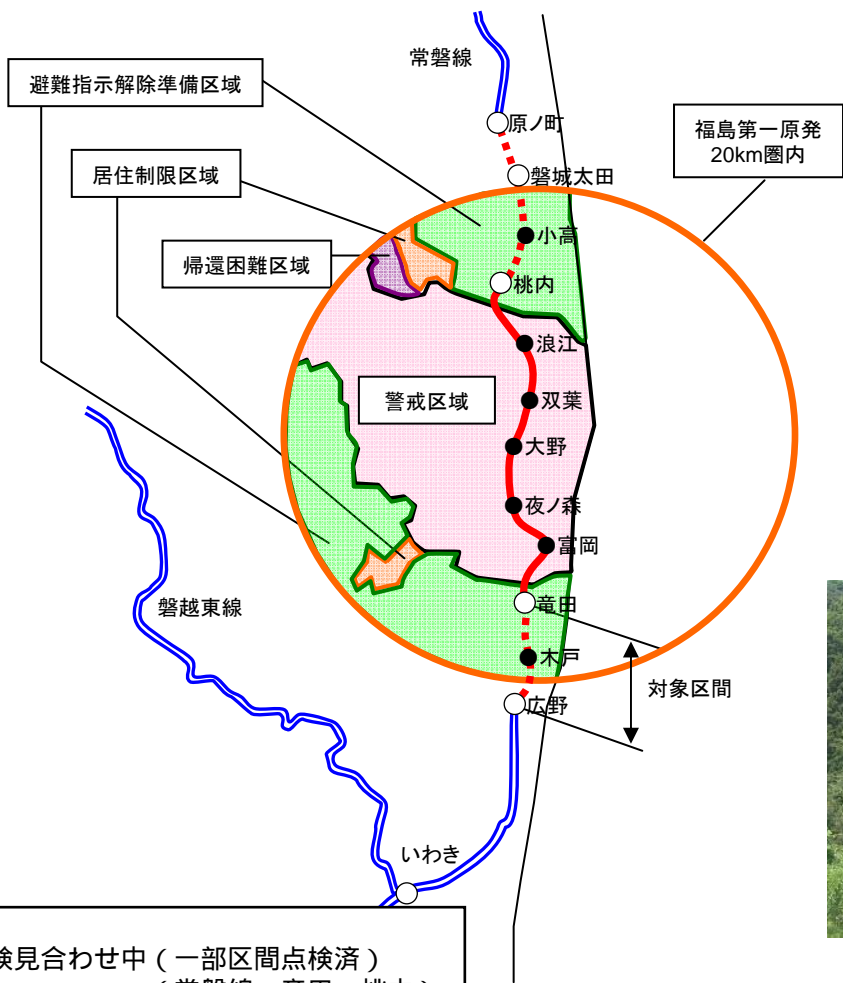 常磐線
避難指示解除準備区域
原ノ町
福島第一原発
20km圏内
磐城太田
居住制限区域
小高
帰還困難区域
桃内
浪江
警戒区域
双葉
大野
夜ノ森
富岡
竜田
磐越東線
木戸
対象区間
広野
いわき
検見合わせ中（一部区間点検済）